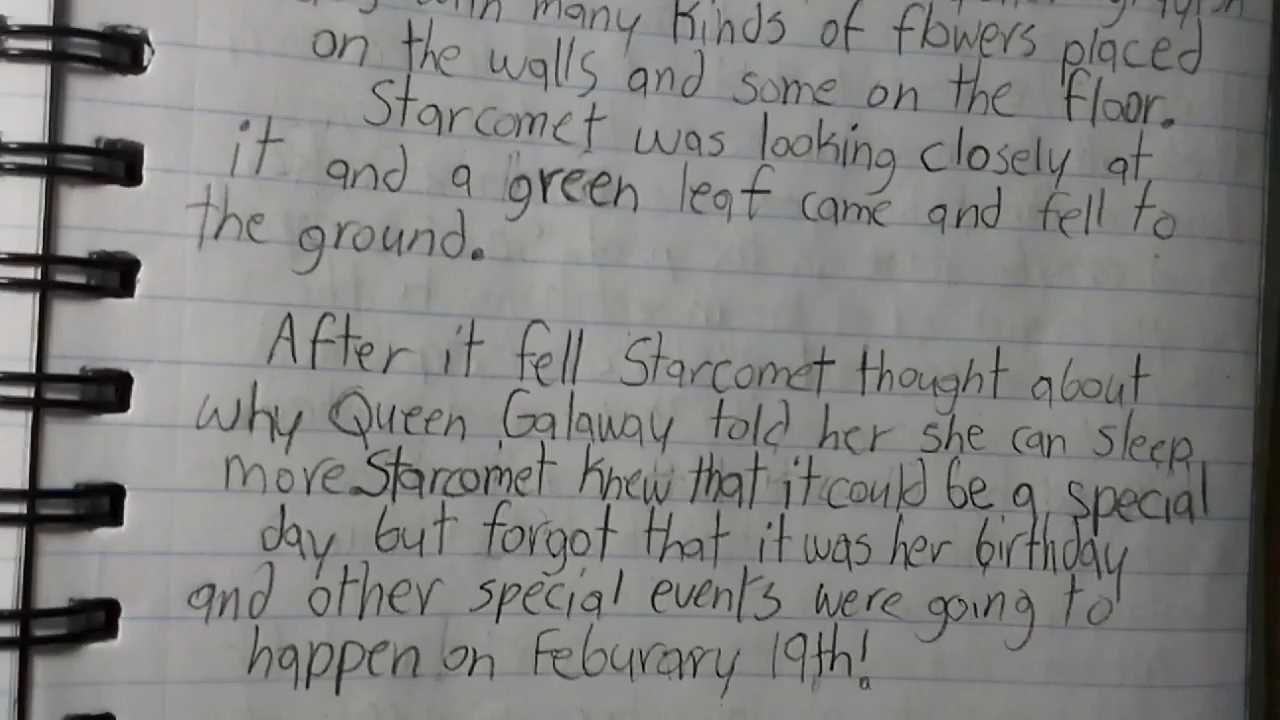 many kinds of flowers placed
on the walls and some on the floor.
Starcomet was looking closely at
it and a green leaf came and fell to
the ground.
After it fell Starcomet thought about
why Queen Galaway told her she can sleep
more Starcomet knew that it could be a special
day but forgot that it was her birthday
and other special events were going to
happen on Feburary 19th!